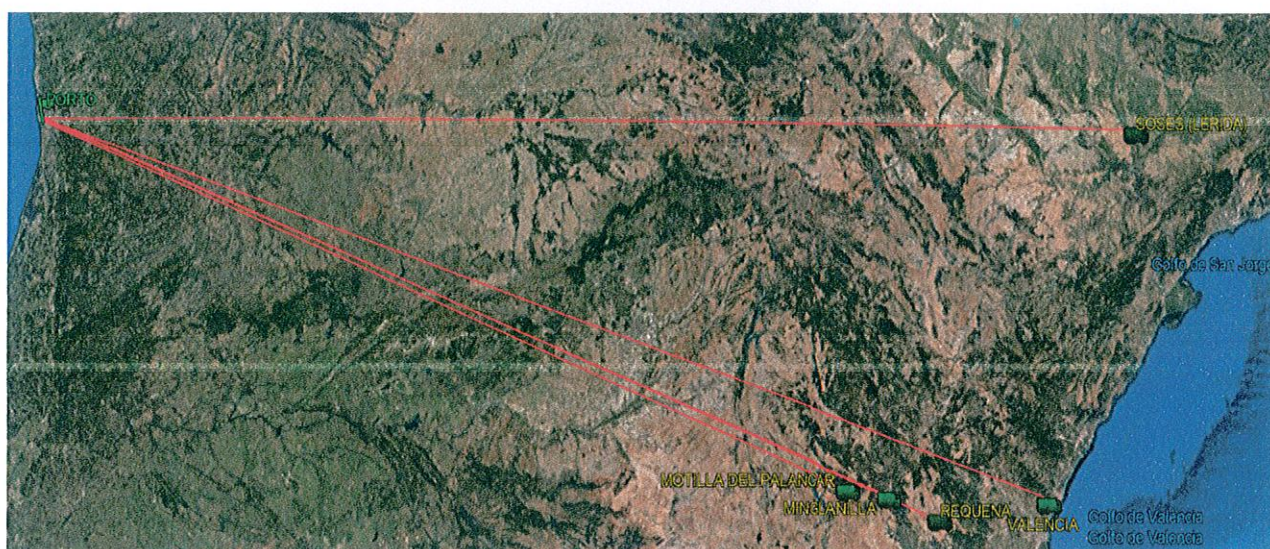 PORTO
SOSES (LERIDA)
Golfo de San Jorge
MOTILLA DEL PALANCAR
MINGLANILLA
REQUENA
VALENCIA
Golfo de Valencia
Golfo de Valencia